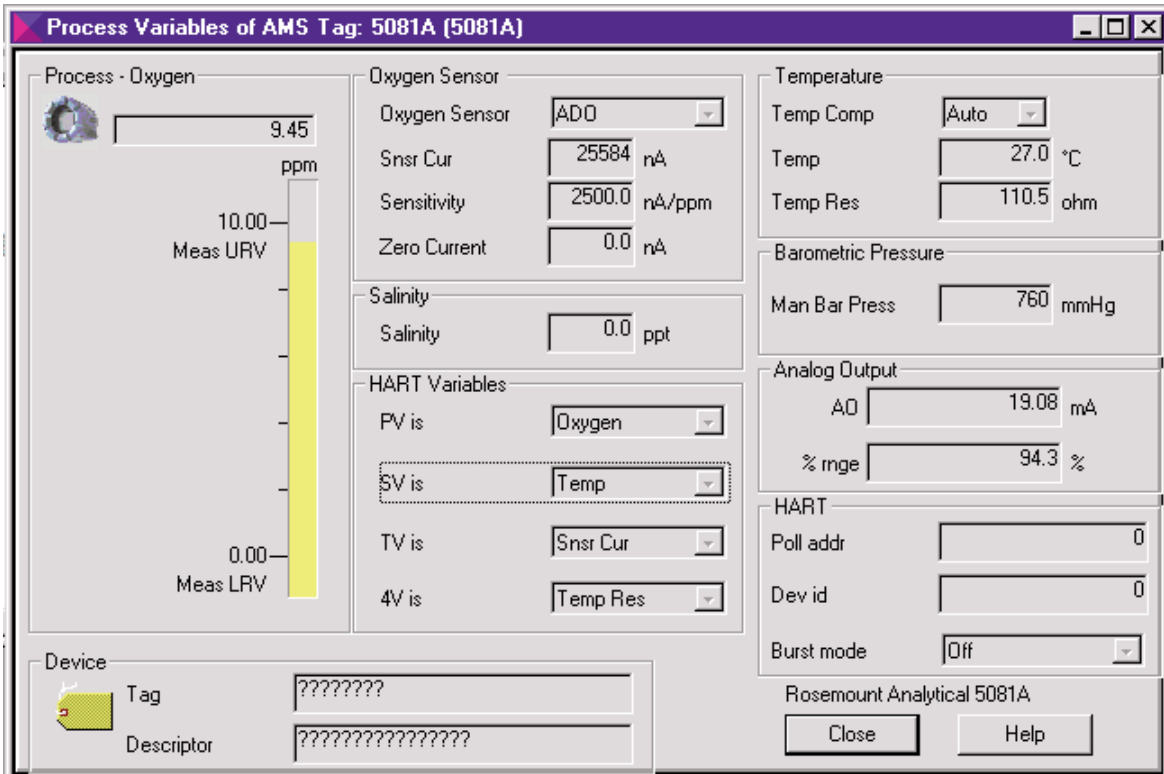 Process Variables of AMS Tag: 5081A (5081A)
Process - Oxygen
9.45
ppm
10.00
Meas URV
0.00
Meas LRV
Oxygen Sensor
Oxygen Sensor ADO
Snsr Cur 25584 nA
Sensitivity 2500.0 nA/ppm
Zero Current 0.0 nA
Salinity
Salinity 0.0 ppt
HART Variables
PV is Oxygen
SV is Temp
TV is Snsr Cur
4V is Temp Res
Temperature
Temp Comp Auto
Temp 27.0 °C
Temp Res 110.5 ohm
Barometric Pressure
Man Bar Press 760 mmHg
Analog Output
AO 19.08 mA
% rnge 94.3 %
HART
Poll addr 0
Dev id 0
Burst mode Off
Device
Tag ????????
Descriptor ????????????????
Rosemount Analytical 5081A
Close Help